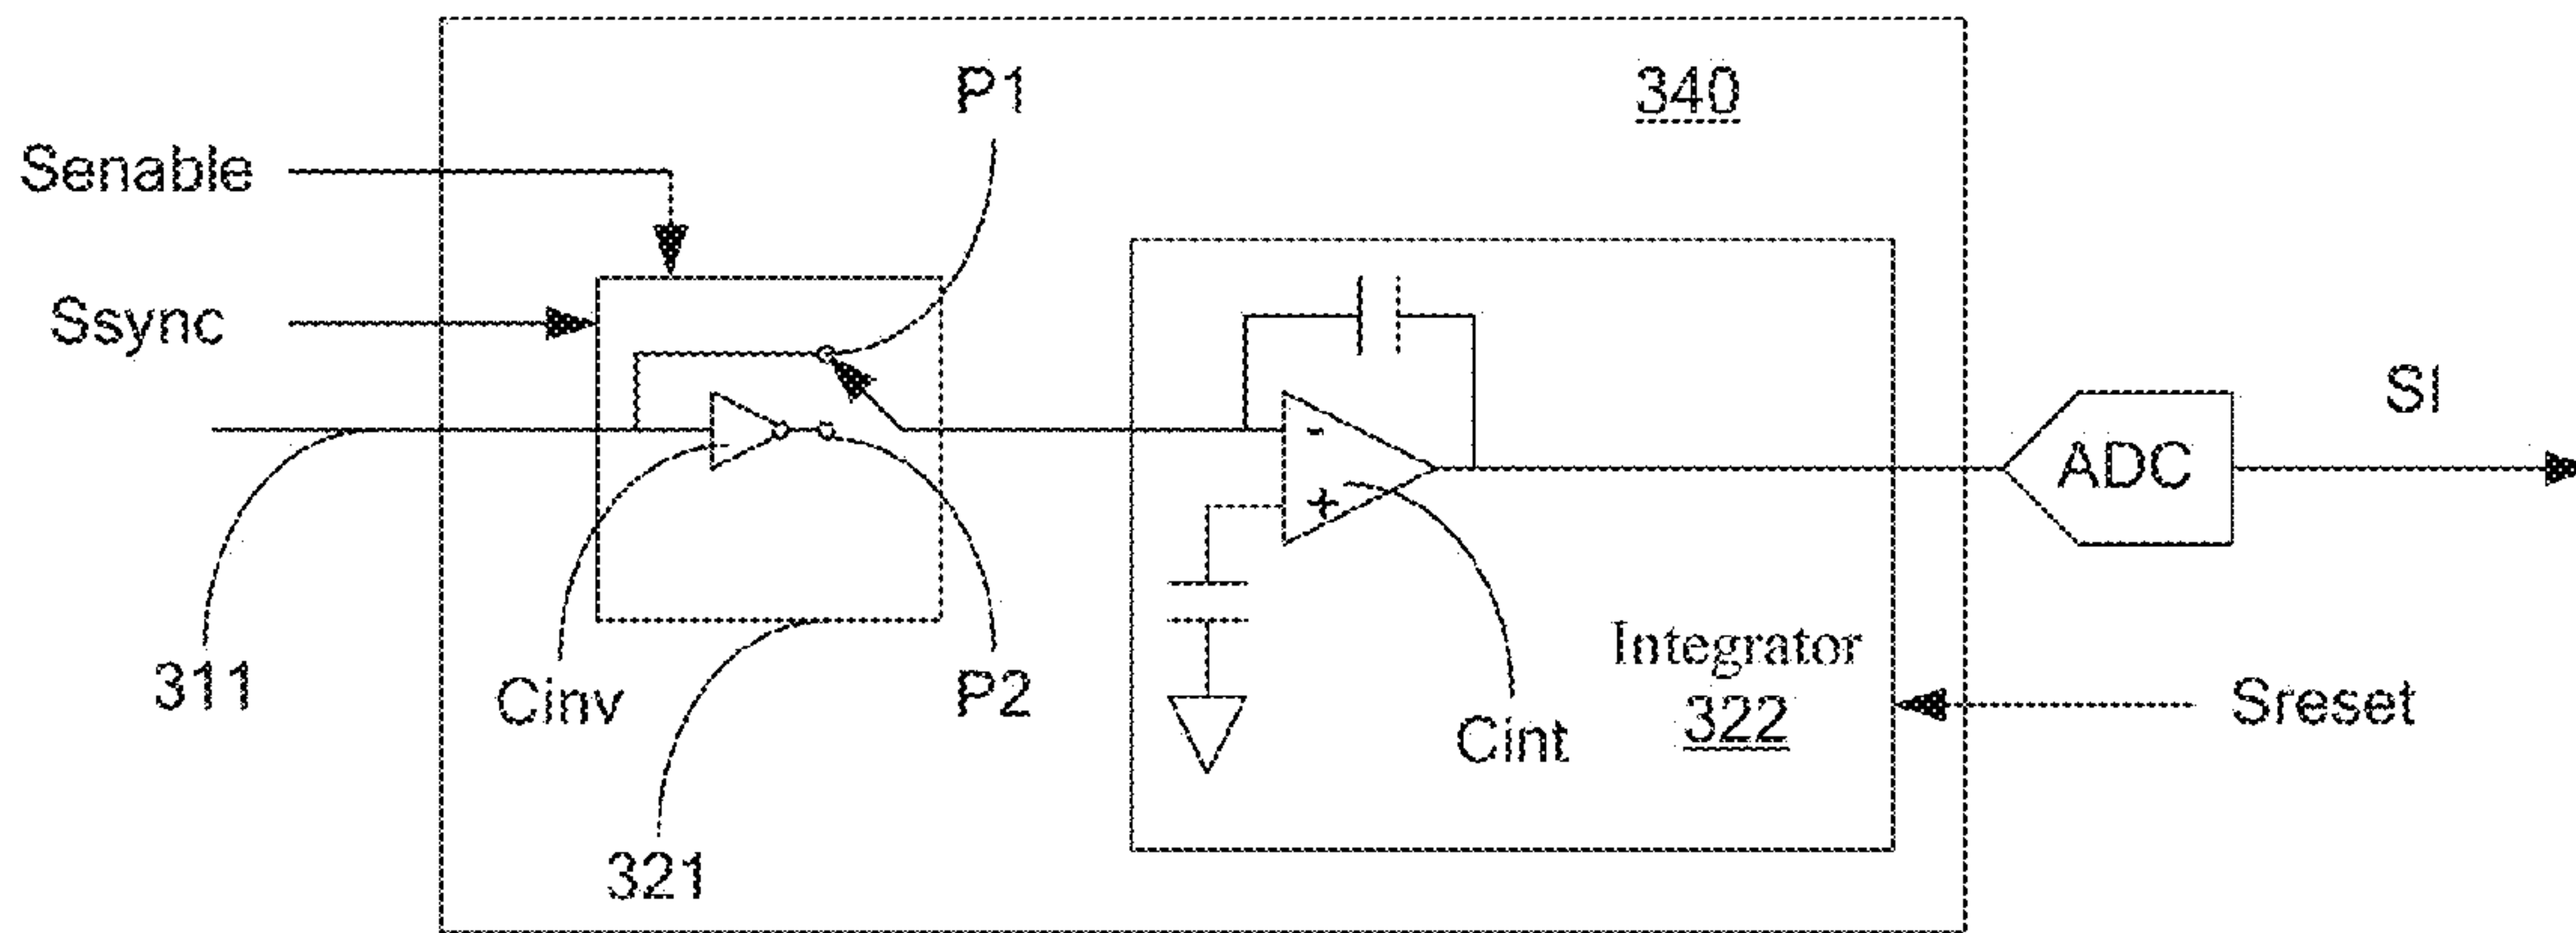 P1
340
Senable
Ssync
SI
ADC
-
+
311
Cinv
P2
Integrator
322
Cint
Sreset
321